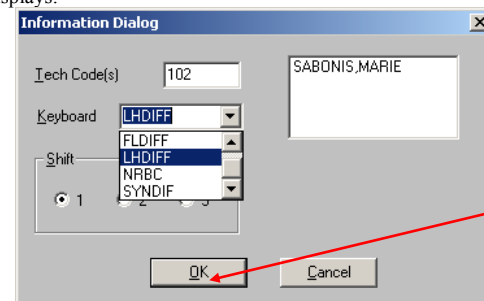 splays.
Information Dialog
Tech Code(s) 102 SABONIS,MARIE
Keyboard LHDIFF
FLDIFF
LHDIFF
Shift NRBC
SYNDIF
1 2 3
OK Cancel